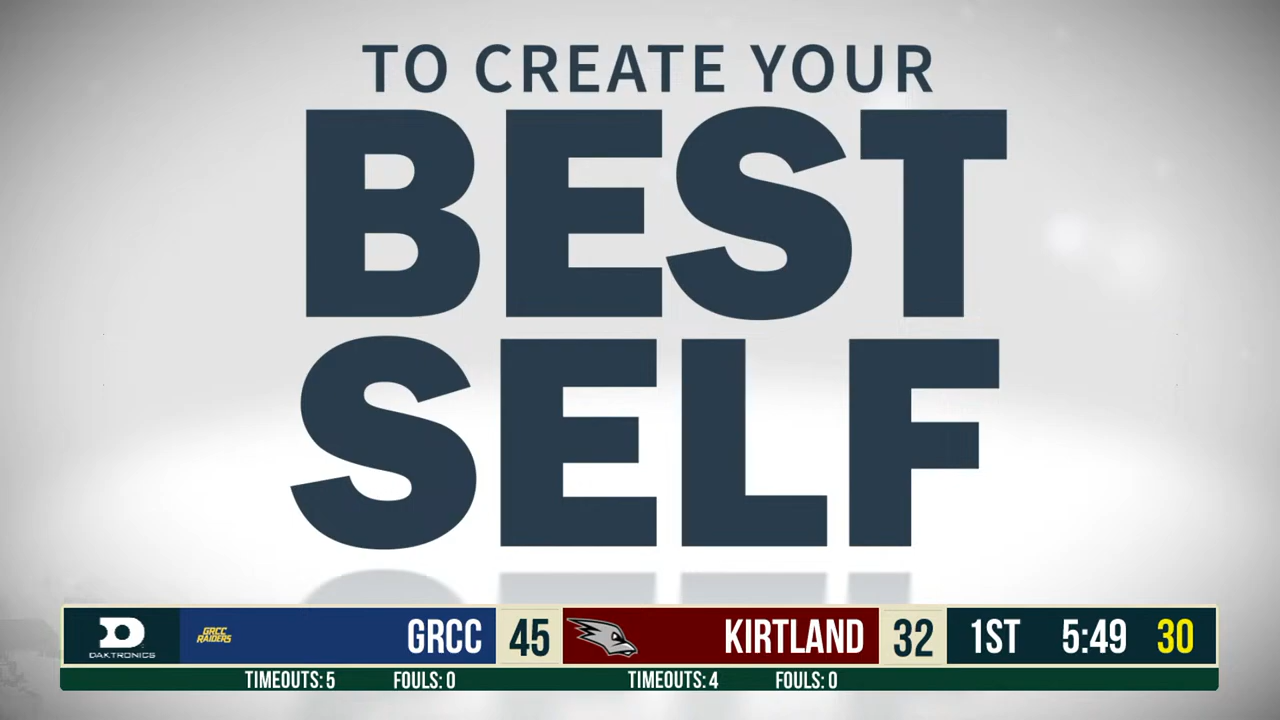 TO CREATE YOUR
BEST
SELF
DAKTRONICS
GRCC
RAIDERS
GRCC 45 KIRTLAND 32 1ST 5:49 30
TIMEOUTS: 5 FOULS: 0 TIMEOUTS: 4 FOULS: 0